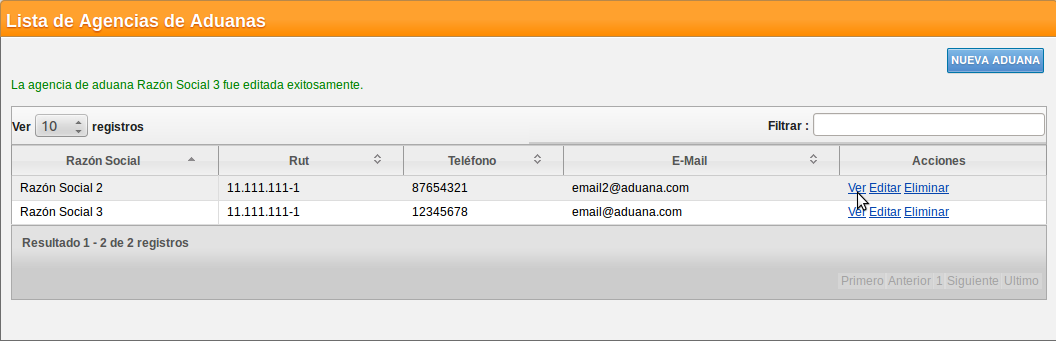 Lista de Agencias de Aduanas
NUEVA ADUANA
La agencia de aduana Razón Social 3 fue editada exitosamente.
Ver 10 registros Filtrar :
Razón Social Rut Teléfono E-Mail Acciones
Razón Social 2 11.111.111-1 87654321 email2@aduana.com Ver Editar Eliminar
Razón Social 3 11.111.111-1 12345678 email@aduana.com Ver Editar Eliminar
Resultado 1 - 2 de 2 registros
Primero Anterior 1 Siguiente Ultimo